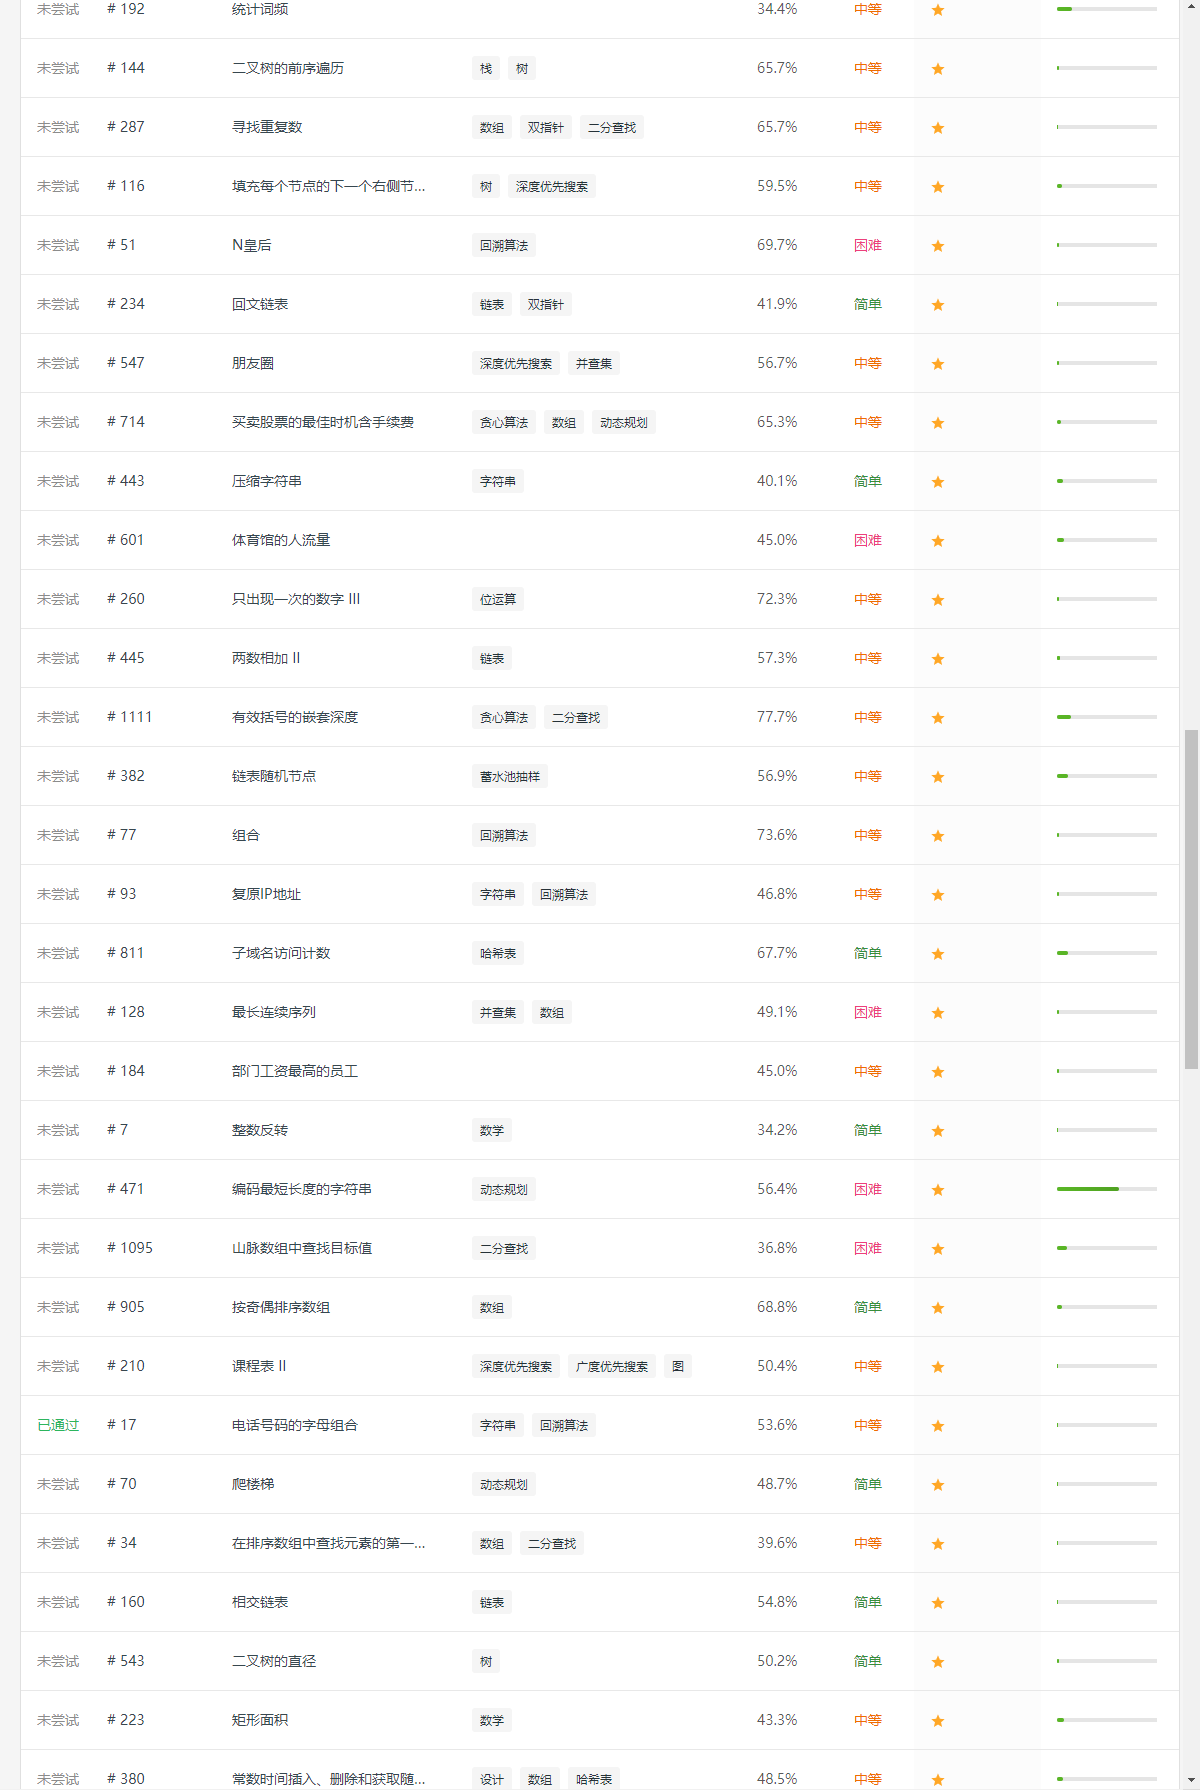 未尝试 # 192 统计词频 34.4% 中等
未尝试 # 144 二叉树的前序遍历 栈 树 65.7% 中等
未尝试 # 287 寻找重复数 数组 双指针 二分查找 65.7% 中等
未尝试 # 116 填充每个节点的下一个右侧节... 树 深度优先搜索 59.5% 中等
未尝试 # 51 N皇后 回溯算法 69.7% 困难
未尝试 # 234 回文链表 链表 双指针 41.9% 简单
未尝试 # 547 朋友圈 深度优先搜索 并查集 56.7% 中等
未尝试 # 714 买卖股票的最佳时机含手续费 贪心算法 数组 动态规划 65.3% 中等
未尝试 # 443 压缩字符串 字符串 40.1% 简单
未尝试 # 601 体育馆的人流量 45.0% 困难
未尝试 # 260 只出现一次的数字 III 位运算 72.3% 中等
未尝试 # 445 两数相加 II 链表 57.3% 中等
未尝试 # 1111 有效括号的嵌套深度 贪心算法 二分查找 77.7% 中等
未尝试 # 382 链表随机节点 蓄水池抽样 56.9% 中等
未尝试 # 77 组合 回溯算法 73.6% 中等
未尝试 # 93 复原IP地址 字符串 回溯算法 46.8% 中等
未尝试 # 811 子域名访问计数 哈希表 67.7% 简单
未尝试 # 128 最长连续序列 并查集 数组 49.1% 困难
未尝试 # 184 部门工资最高的员工 45.0% 中等
未尝试 # 7 整数反转 数学 34.2% 简单
未尝试 # 471 编码最短长度的字符串 动态规划 56.4% 困难
未尝试 # 1095 山脉数组中查找目标值 二分查找 36.8% 困难
未尝试 # 905 按奇偶排序数组 数组 68.8% 简单
未尝试 # 210 课程表 II 深度优先搜索 广度优先搜索 图 50.4% 中等
已通过 # 17 电话号码的字母组合 字符串 回溯算法 53.6% 中等
未尝试 # 70 爬楼梯 动态规划 48.7% 简单
未尝试 # 34 在排序数组中查找元素的第一... 数组 二分查找 39.6% 中等
未尝试 # 160 相交链表 链表 54.8% 简单
未尝试 # 543 二叉树的直径 树 50.2% 简单
未尝试 # 223 矩形面积 数学 43.3% 中等
未尝试 # 380 常数时间插入、删除和获取随... 设计 数组 哈希表 48.5% 中等